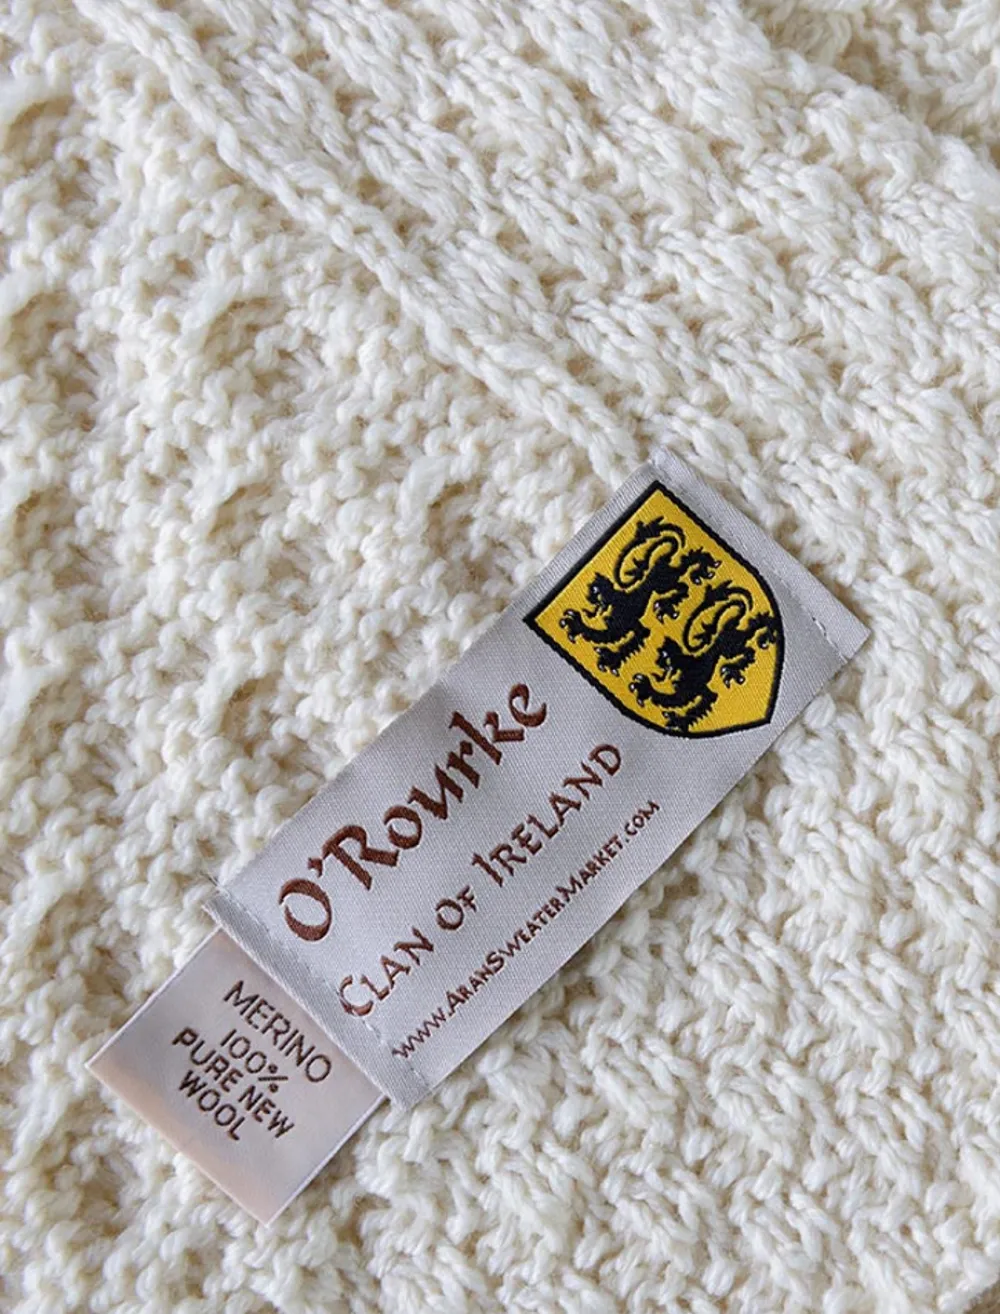 O'Rourke
Clan Of Ireland
www.AranSweaterMarket.com
MERINO
100%
PURE NEW
WOOL